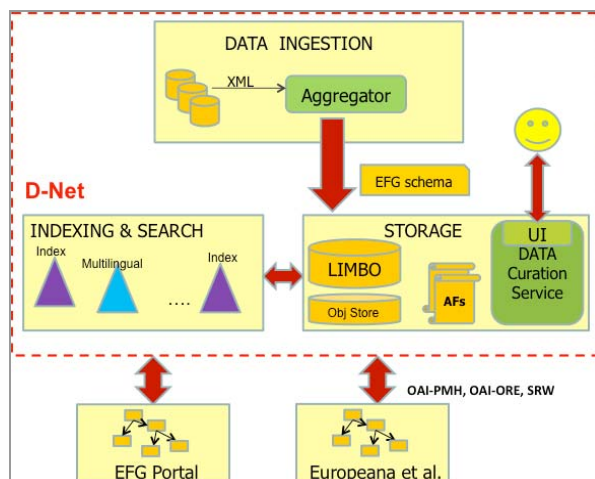 DATA INGESTION
XML
Aggregator
EFG schema
D-Net
INDEXING & SEARCH
Index
Multilingual
Index
....
STORAGE
LIMBO
Obj Store
AFs
UI
DATA
Curation
Service
OAI-PMH, OAI-ORE, SRW
EFG Portal
Europeana et al.